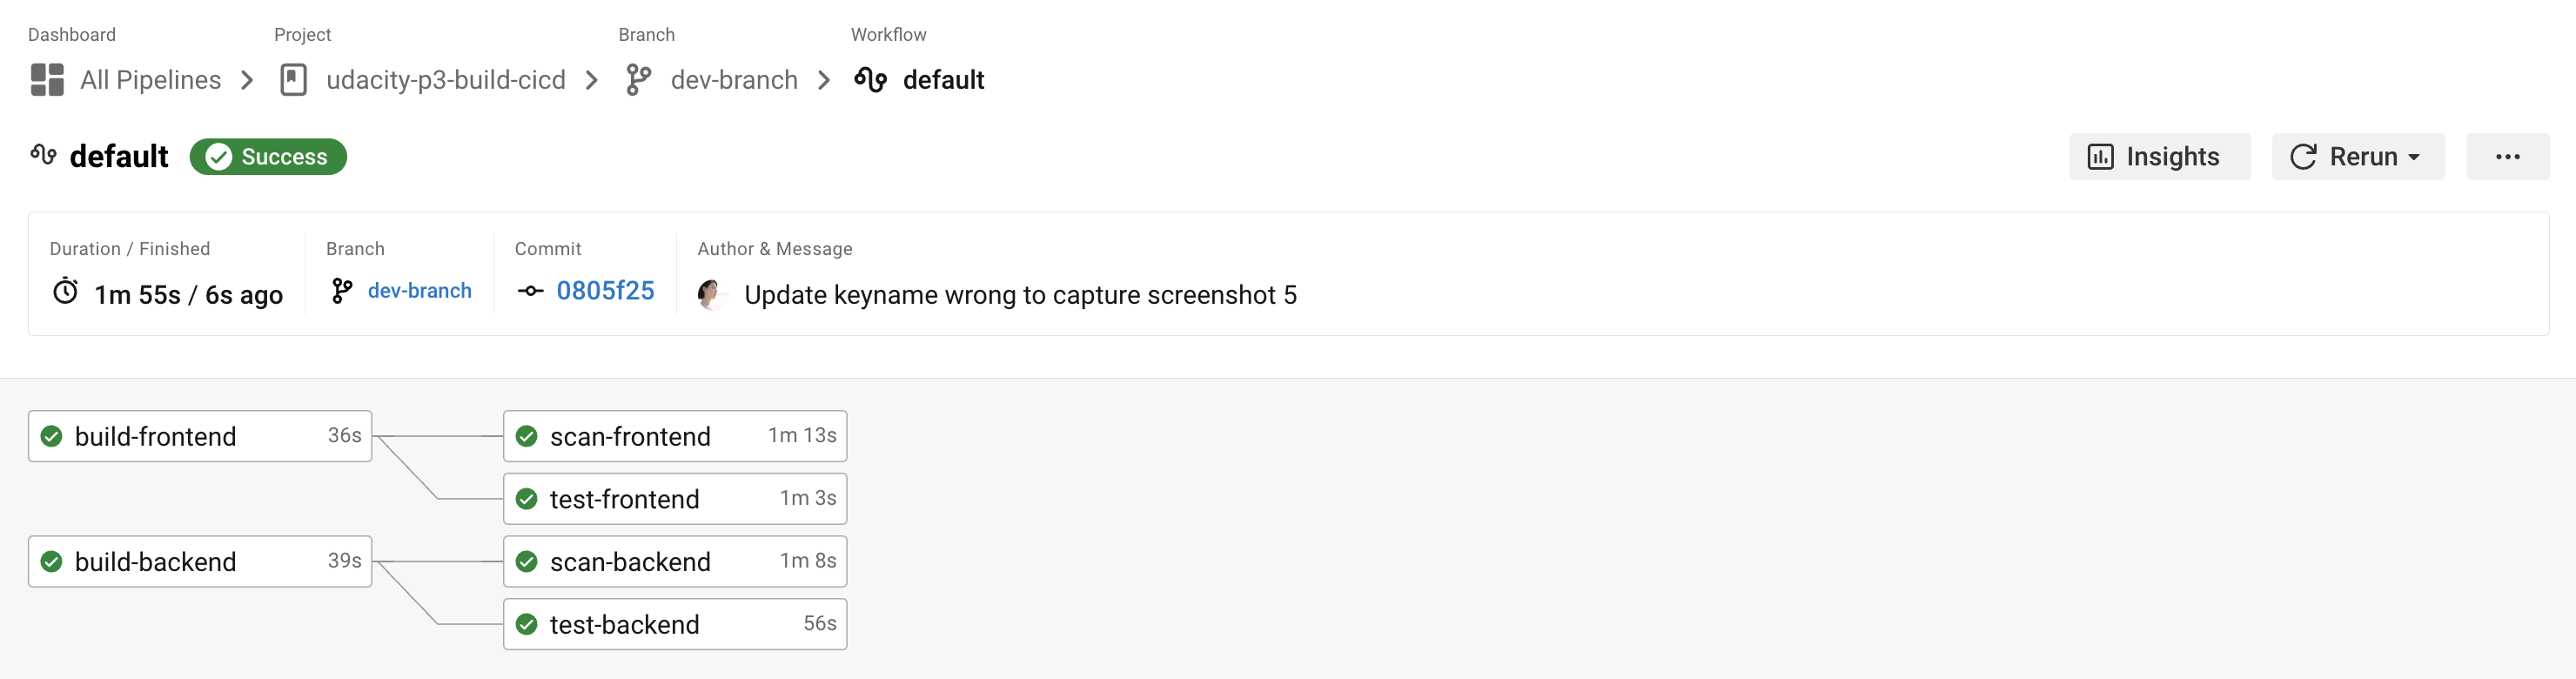 Dashboard Project Branch Workflow
All Pipelines udacity-p3-build-cicd dev-branch default
default Success Insights Rerun
Duration / Finished Branch Commit Author & Message
1m 55s / 6s ago dev-branch 0805f25 Update keyname wrong to capture screenshot 5
build-frontend 36s scan-frontend 1m 13s
test-frontend 1m 3s
build-backend 39s scan-backend 1m 8s
test-backend 56s